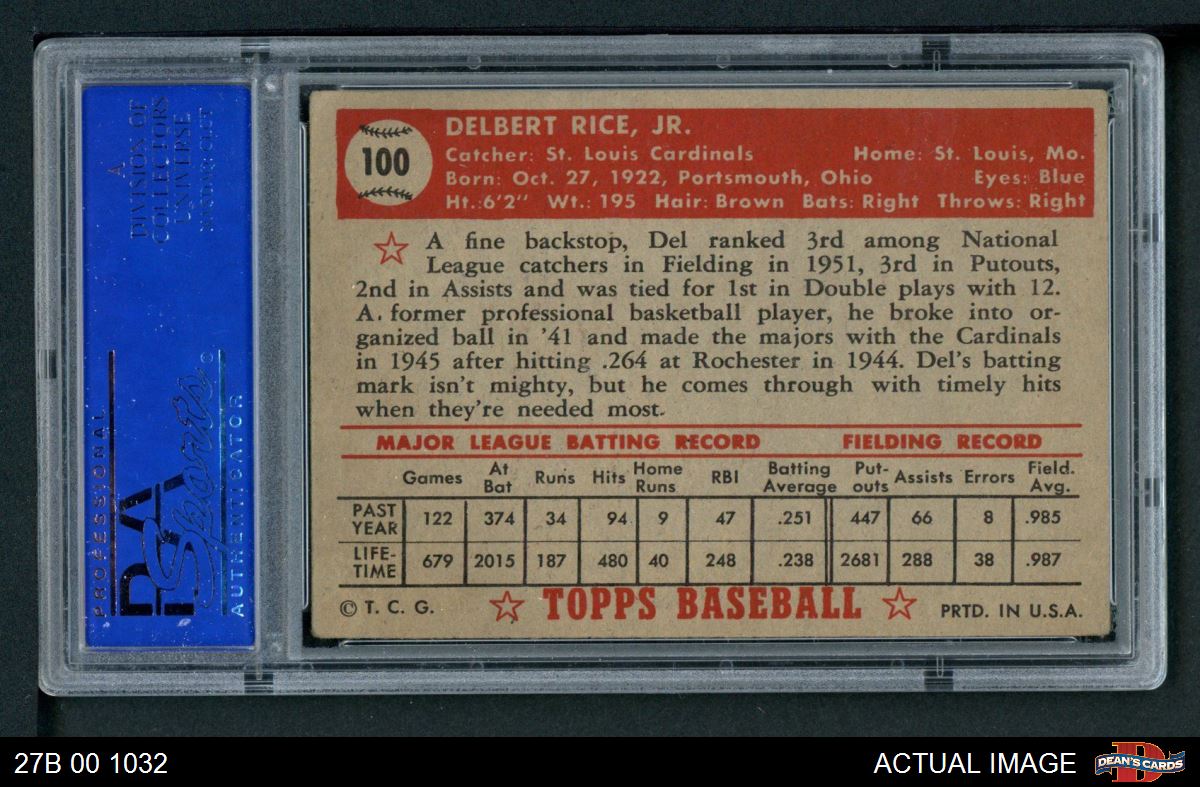 A
DIVISION OF
COLLECTORS
UNIVERSE
NASDAQ: CLCT
PROFESSIONAL
PSA
Sports
AUTHENTICATOR
100
DELBERT RICE, JR.
Catcher: St. Louis Cardinals Home: St. Louis, Mo.
Born: Oct. 27, 1922, Portsmouth, Ohio Eyes: Blue
Ht.:6'2" Wt.: 195 Hair: Brown Bats: Right Throws: Right
A fine backstop, Del ranked 3rd among National
League catchers in Fielding in 1951, 3rd in Putouts,
2nd in Assists and was tied for 1st in Double plays with 12.
A. former professional basketball player, he broke into or-
ganized ball in '41 and made the majors with the Cardinals
in 1945 after hitting .264 at Rochester in 1944. Del's batting
mark isn't mighty, but he comes through with timely hits
when they're needed most.
MAJOR LEAGUE BATTING RECORD FIELDING RECORD
Games At Bat Runs Hits Home Runs RBI Batting Average Put-outs Assists Errors Field. Avg.
PAST YEAR 122 374 34 94 9 47 .251 447 66 8 .985
LIFE-TIME 679 2015 187 480 40 248 .238 2681 288 38 .987
© T. C. G. TOPPS BASEBALL PRTD. IN U.S.A.
27B 00 1032 ACTUAL IMAGE DEAN'S CARDS